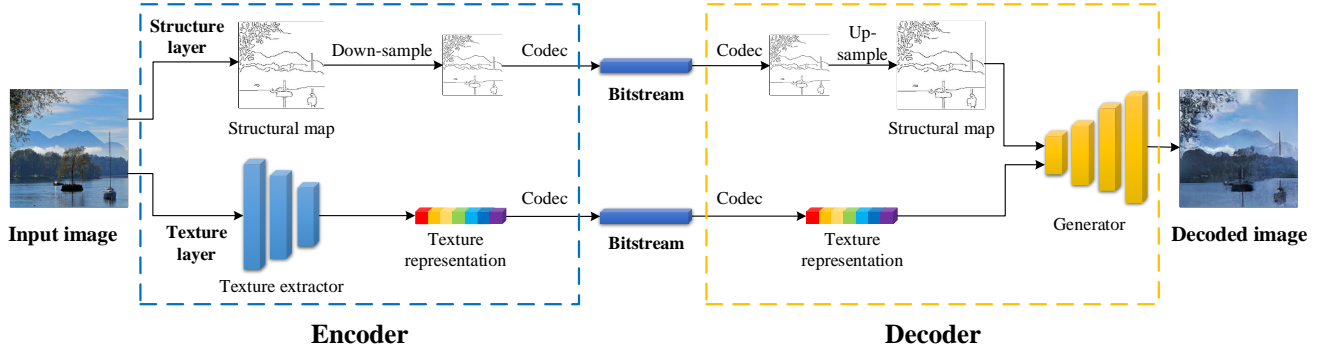 Structure
layer
Down-sample
Codec
Codec
Up-
sample
Bitstream
Structural map
Structural map
Input image
Texture
layer
Texture extractor
Codec
Texture
representation
Bitstream
Codec
Texture
representation
Generator
Decoded image
Encoder
Decoder